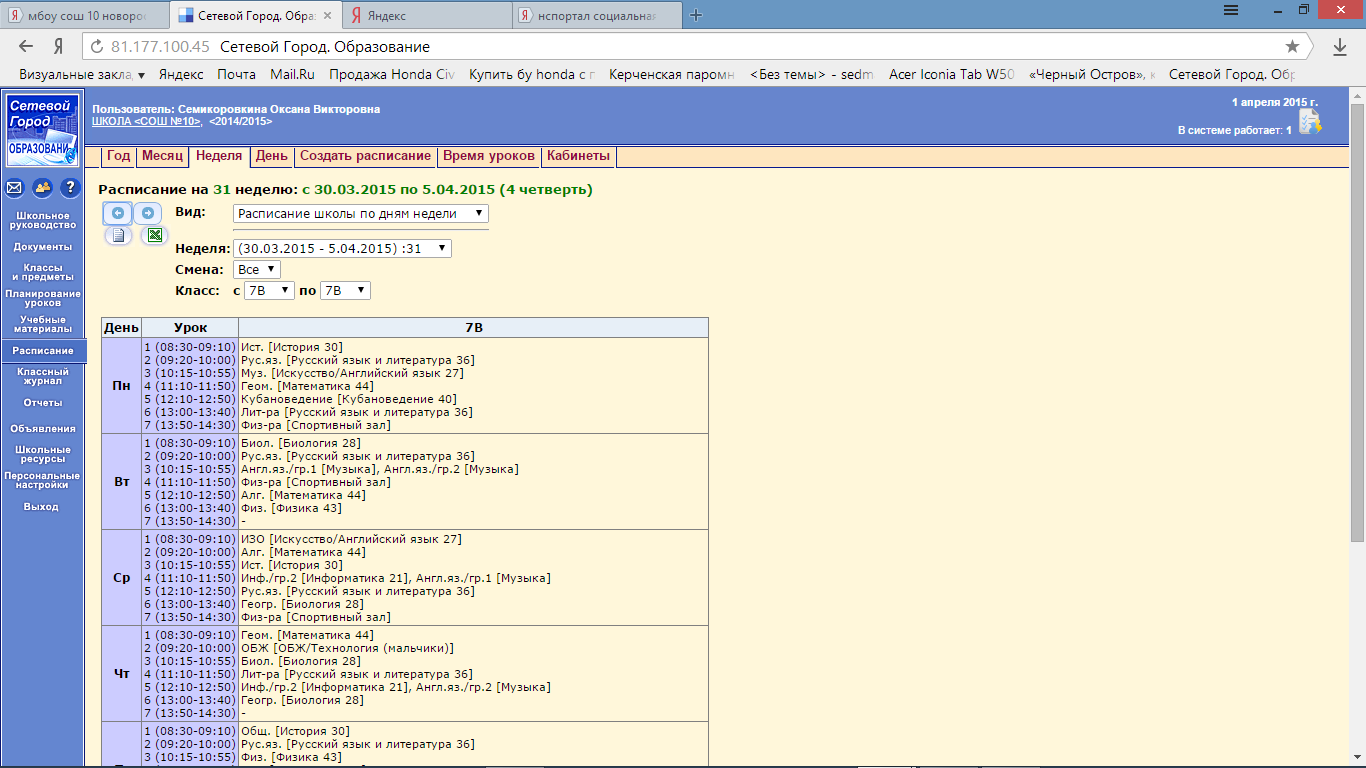 мбоу сош 10 новорос
Сетевой Город. Обра:
Яндекс
нспортал социальная
81.177.100.45 Сетевой Город. Образование
Визуальные закла, Яндекс Почта Mail.Ru Продажа Honda Civ Купить бу honda с п Керченская паромн <Без темы> - sedm Acer Iconia Tab W50 «Черный Остров», к Сетевой Город. Обр
Сетевой
Город
ОБРАЗОВАНИ
Пользователь: Семикоровкина Оксана Викторовна
ШКОЛА <СОШ №10>, <2014/2015>
1 апреля 2015 г.
В системе работает: 1
Год Месяц Неделя День Создать расписание Время уроков Кабинеты
Школьное
руководство
Документы
Классы
и предметы
Планирование
уроков
Учебные
материалы
Расписание
Классный
журнал
Отчеты
Объявления
Школьные
ресурсы
Персональные
настройки
Выход
Расписание на 31 неделю: с 30.03.2015 по 5.04.2015 (4 четверть)
Вид: Расписание школы по дням недели
Неделя: (30.03.2015 - 5.04.2015) :31
Смена: Все
Класс: с 7В по 7В
День Урок 7В
Пн
1 (08:30-09:10) Ист. [История 30]
2 (09:20-10:00) Рус.яз. [Русский язык и литература 36]
3 (10:15-10:55) Муз. [Искусство/Английский язык 27]
4 (11:10-11:50) Геом. [Математика 44]
5 (12:10-12:50) Кубановедение [Кубановедение 40]
6 (13:00-13:40) Лит-ра [Русский язык и литература 36]
7 (13:50-14:30) Физ-ра [Спортивный зал]
Вт
1 (08:30-09:10) Биол. [Биология 28]
2 (09:20-10:00) Рус.яз. [Русский язык и литература 36]
3 (10:15-10:55) Англ.яз./гр.1 [Музыка], Англ.яз./гр.2 [Музыка]
4 (11:10-11:50) Физ-ра [Спортивный зал]
5 (12:10-12:50) Алг. [Математика 44]
6 (13:00-13:40) Физ. [Физика 43]
7 (13:50-14:30) -
Ср
1 (08:30-09:10) ИЗО [Искусство/Английский язык 27]
2 (09:20-10:00) Алг. [Математика 44]
3 (10:15-10:55) Ист. [История 30]
4 (11:10-11:50) Инф./гр.2 [Информатика 21], Англ.яз./гр.1 [Музыка]
5 (12:10-12:50) Рус.яз. [Русский язык и литература 36]
6 (13:00-13:40) Геогр. [Биология 28]
7 (13:50-14:30) Физ-ра [Спортивный зал]
Чт
1 (08:30-09:10) Геом. [Математика 44]
2 (09:20-10:00) ОБЖ [ОБЖ/Технология (мальчики)]
3 (10:15-10:55) Биол. [Биология 28]
4 (11:10-11:50) Лит-ра [Русский язык и литература 36]
5 (12:10-12:50) Инф./гр.2 [Информатика 21], Англ.яз./гр.2 [Музыка]
6 (13:00-13:40) Геогр. [Биология 28]
7 (13:50-14:30) -
1 (08:30-09:10) Общ. [История 30]
2 (09:20-10:00) Рус.яз. [Русский язык и литература 36]
3 (10:15-10:55) Физ. [Физика 43]